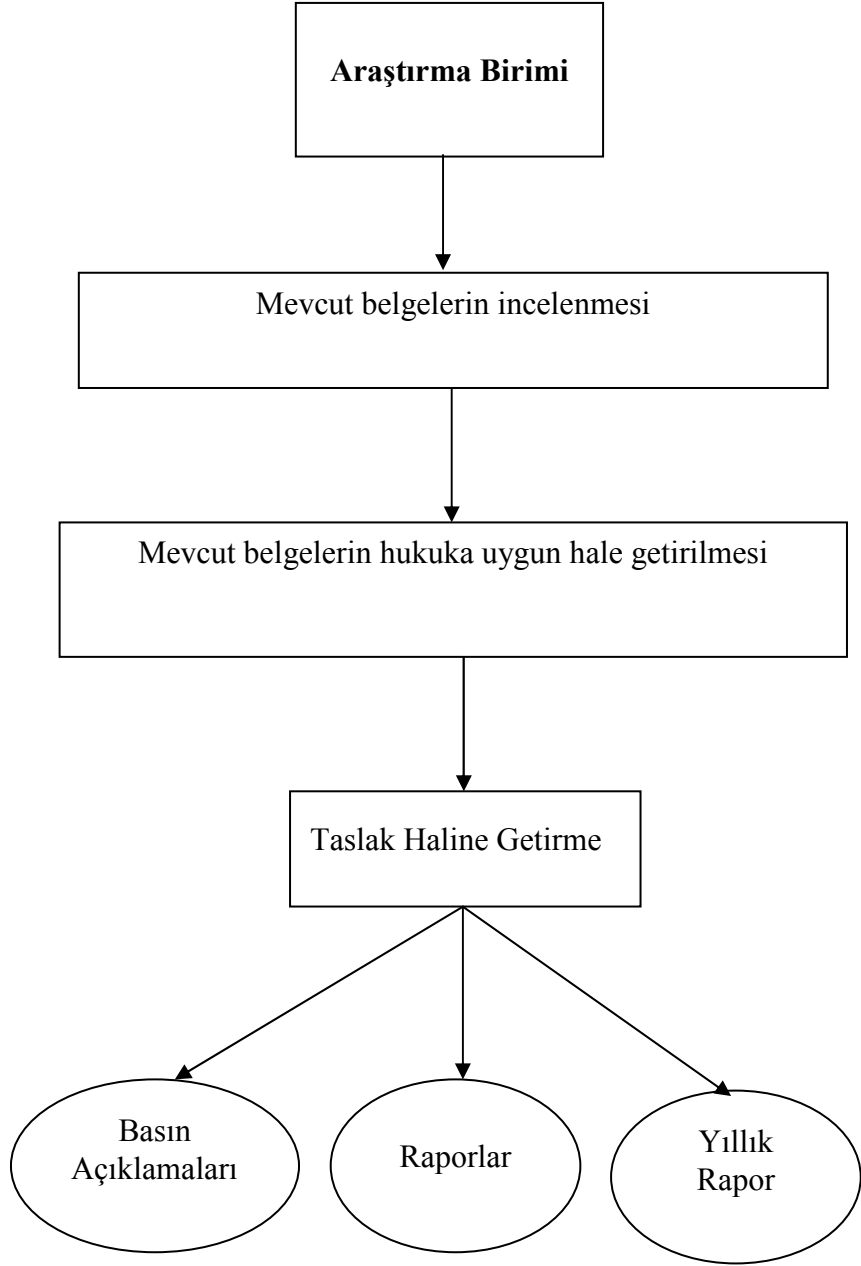 Araştırma Birimi
Mevcut belgelerin incelenmesi
Mevcut belgelerin hukuka uygun hale getirilmesi
Taslak Haline Getirme
Basın
Açıklamaları
Raporlar
Yıllık
Rapor